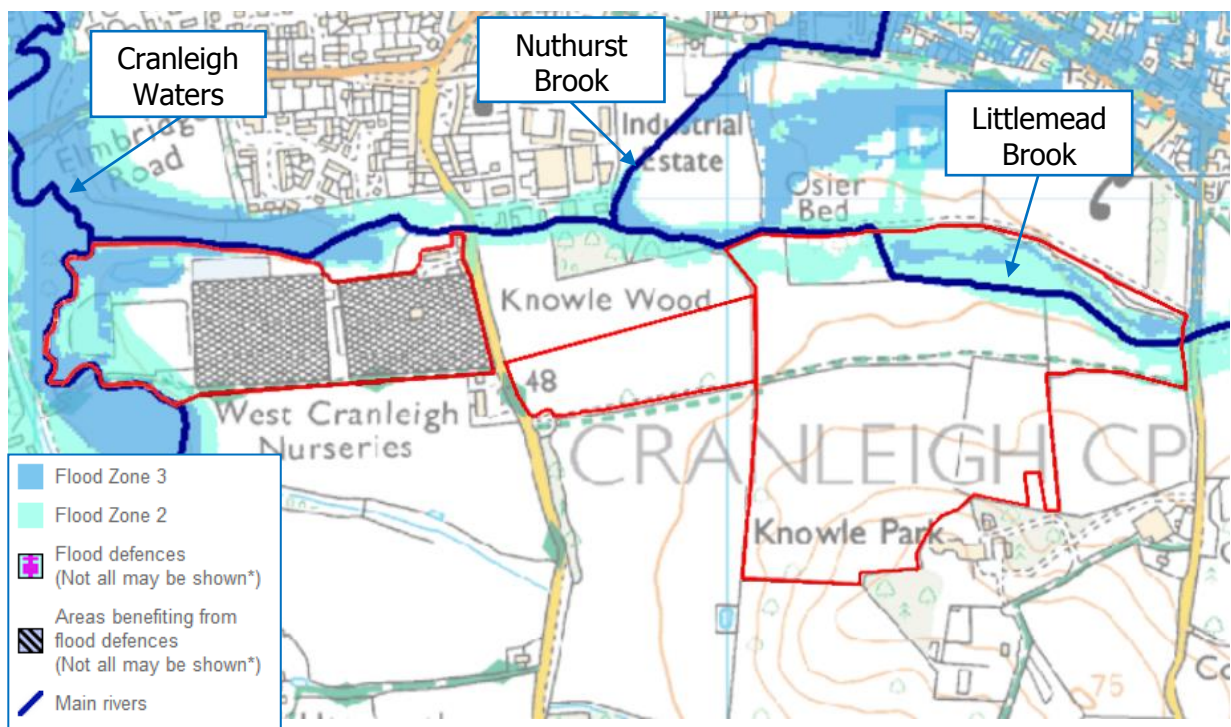 Cranleigh
Waters
Nuthurst
Brook
Littlemead
Brook
Elmbridge
Road
Industrial
Estate
Osier
Bed
Knowle Wood
48
West Cranleigh
Nurseries
CRANLEIGH CP
Knowle Park
75
Flood Zone 3
Flood Zone 2
Flood defences
(Not all may be shown*)
Areas benefiting from
flood defences
(Not all may be shown*)
Main rivers